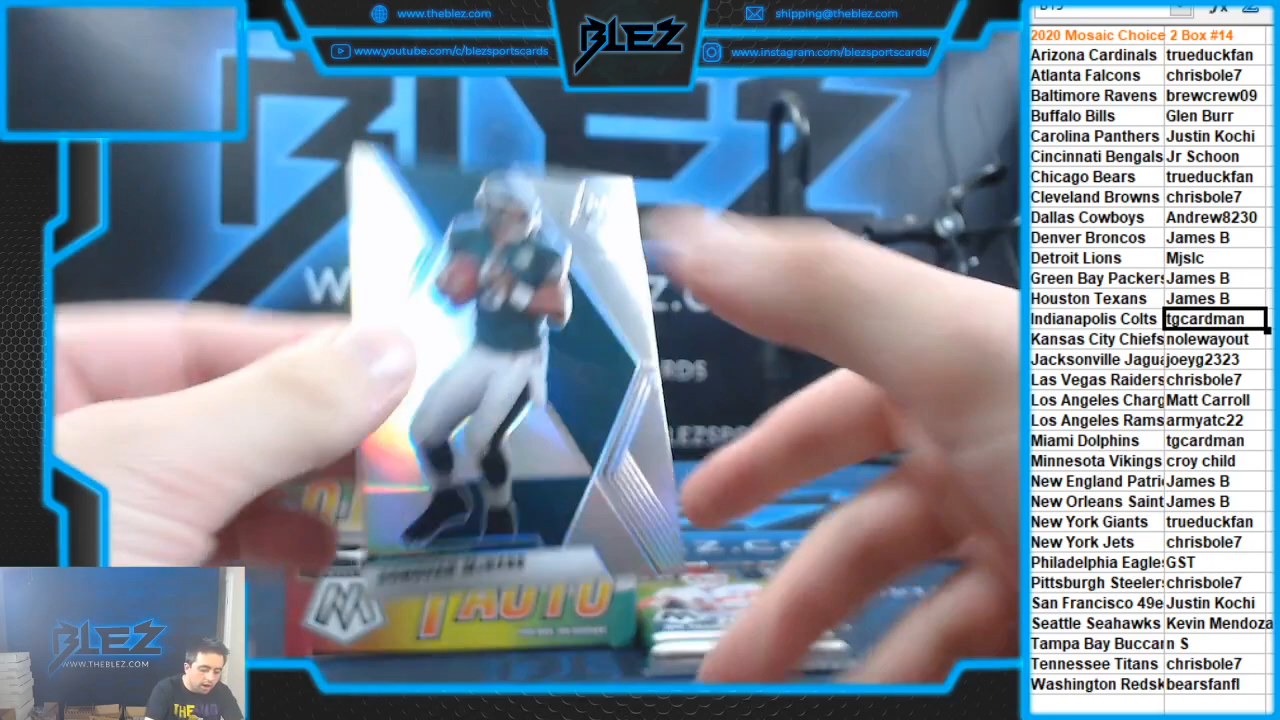 www.theblez.com
shipping@theblez.com
www.youtube.com/c/blezsportscards
BLEZ
www.instagram.com/blezsportscards/
2020 Mosaic Choice 2 Box #14
Arizona Cardinals trueduckfan
Atlanta Falcons chrisbole7
Baltimore Ravens brewcrew09
Buffalo Bills Glen Burr
Carolina Panthers Justin Kochi
Cincinnati Bengals Jr Schoon
Chicago Bears trueduckfan
Cleveland Browns chrisbole7
Dallas Cowboys Andrew8230
Denver Broncos James B
Detroit Lions Mjslc
Green Bay Packers James B
Houston Texans James B
Indianapolis Colts tgcardman
Kansas City Chiefs nolewayout
Jacksonville Jagua joeyg2323
Las Vegas Raiders chrisbole7
Los Angeles Charg Matt Carroll
Los Angeles Rams armyatc22
Miami Dolphins tgcardman
Minnesota Vikings croy child
New England Patri James B
New Orleans Saint James B
New York Giants trueduckfan
New York Jets chrisbole7
Philadelphia Eagle GST
Pittsburgh Steelers chrisbole7
San Francisco 49e Justin Kochi
Seattle Seahawks Kevin Mendoza
Tampa Bay Buccan n S
Tennessee Titans chrisbole7
Washington Redsk bearsfanfl
BLEZ
1 AUTO
BLEZ
WWW.THEBLEZ.COM